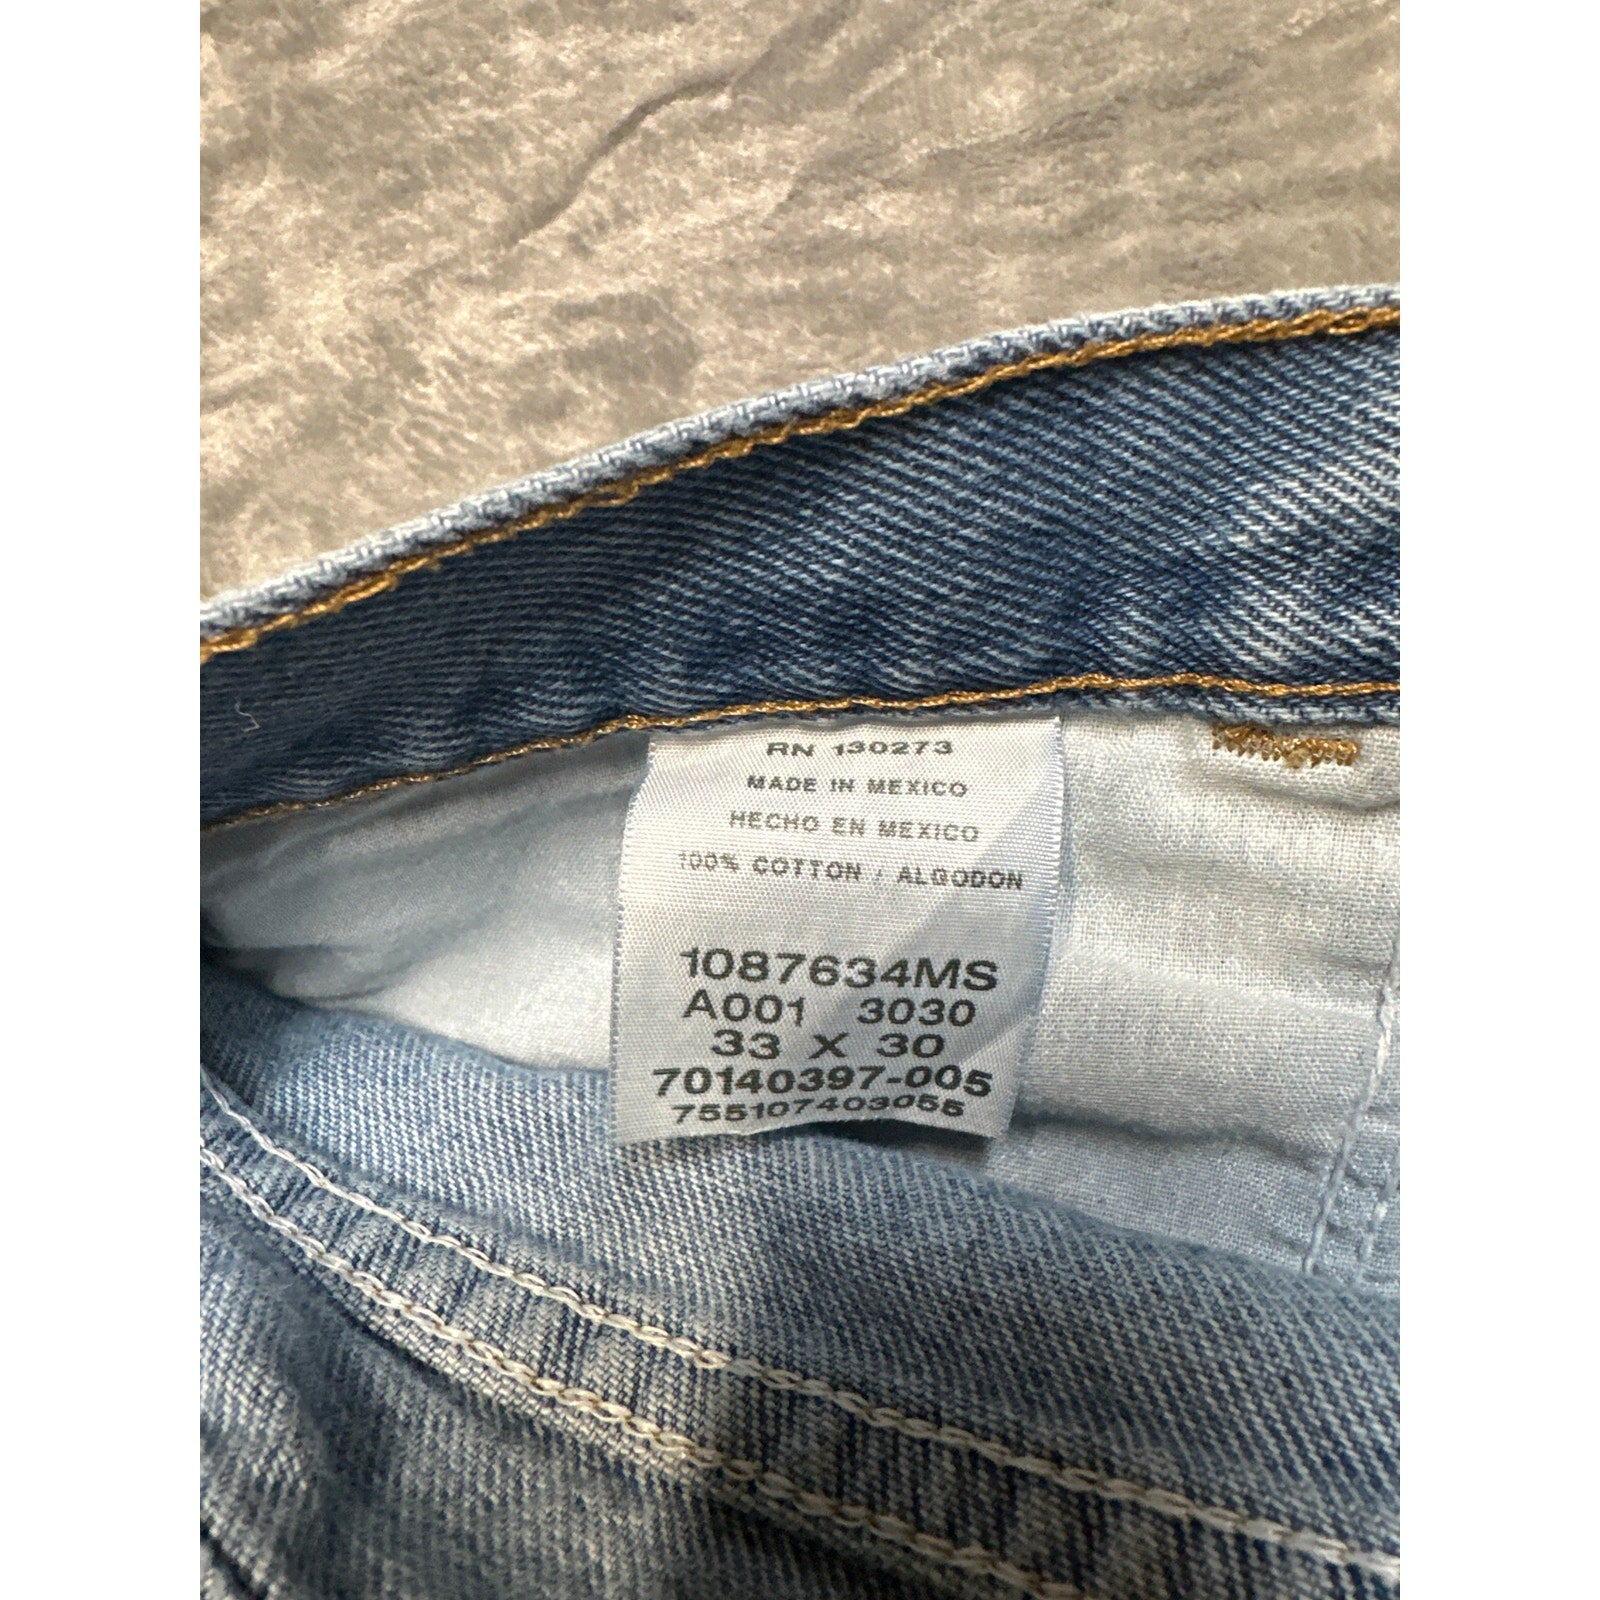 RN 130273
MADE IN MEXICO
HECHO EN MEXICO
100% COTTON / ALGODON
1087634MS
A001 3030
33 X 30
70140397-005
755107403055